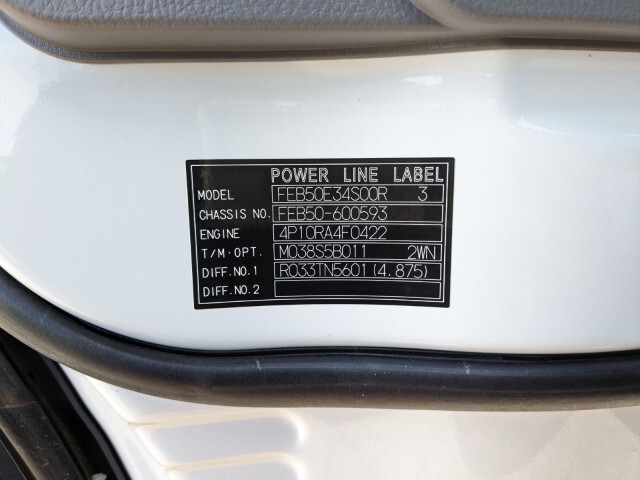 POWER LINE LABEL
MODEL FEB50E34S00R 3
CHASSIS NO. FEB50-600593
ENGINE 4P10RA4F0422
T/M·OPT. M038S5B011 2WN
DIFF.NO.1 R033TN5601(4.875)
DIFF.NO.2